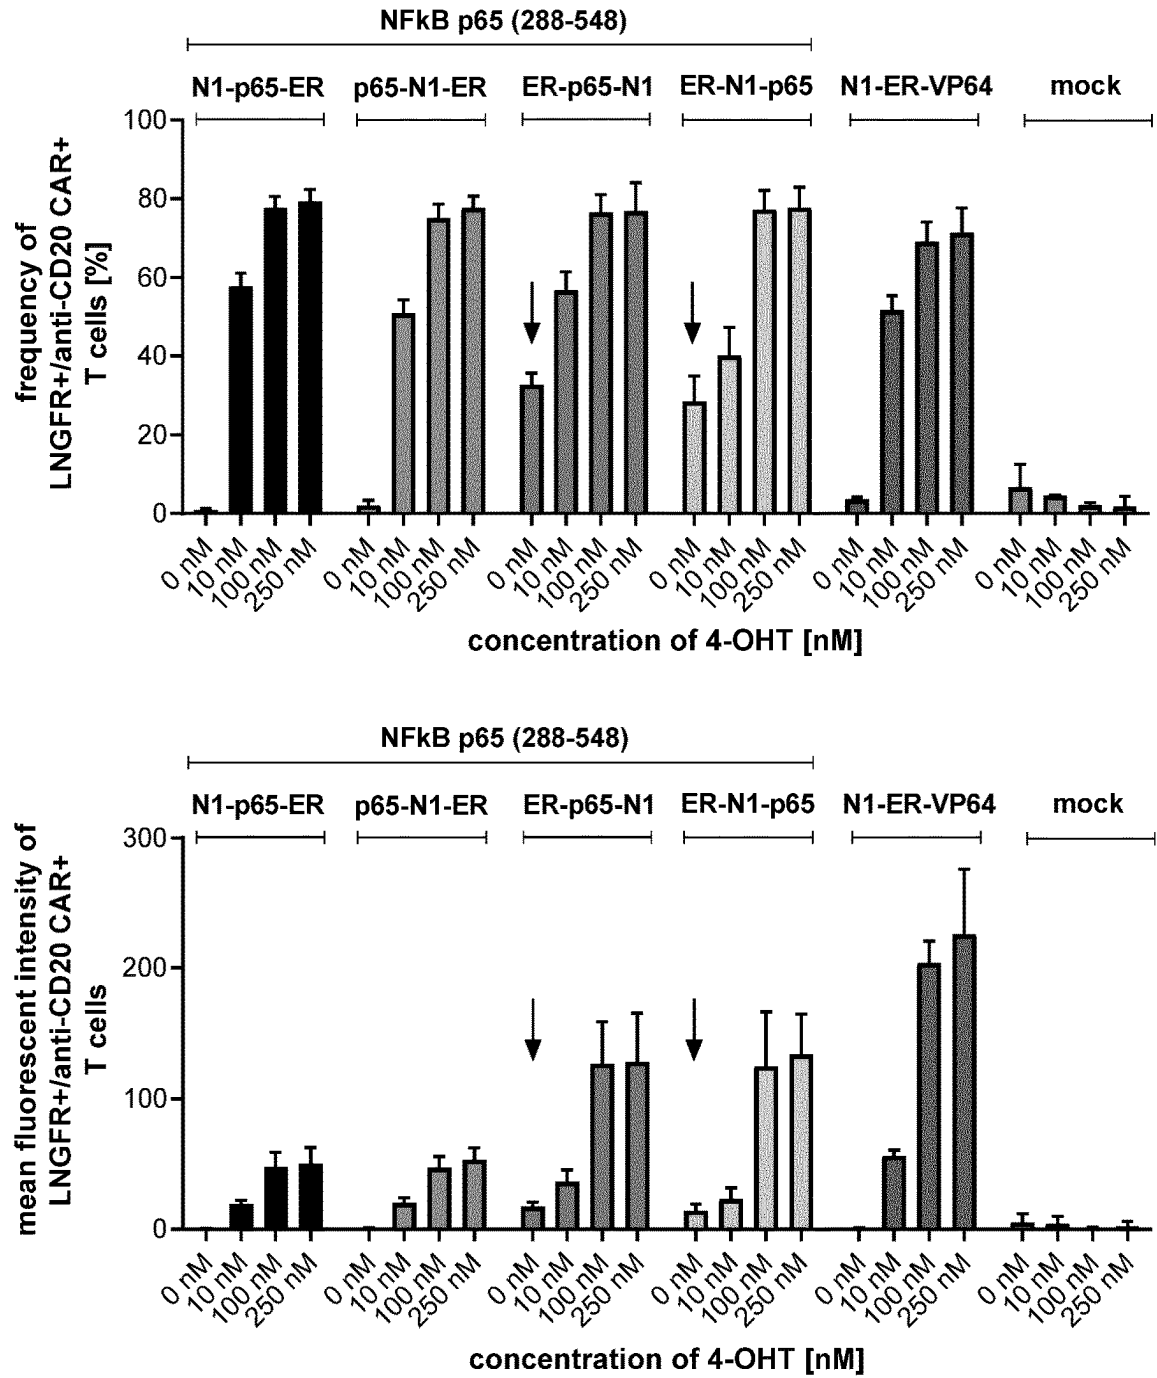 NFkB p65 (288-548)
N1-p65-ER p65-N1-ER ER-p65-N1 ER-N1-p65 N1-ER-VP64 mock
frequency of
LNGFR+/anti-CD20 CAR+
T cells [%]
100
80
60
40
20
0
0 nM 10 nM 100 nM 250 nM 0 nM 10 nM 100 nM 250 nM 0 nM 10 nM 100 nM 250 nM 0 nM 10 nM 100 nM 250 nM 0 nM 10 nM 100 nM 250 nM 0 nM 10 nM 100 nM 250 nM
concentration of 4-OHT [nM]
NFkB p65 (288-548)
N1-p65-ER p65-N1-ER ER-p65-N1 ER-N1-p65 N1-ER-VP64 mock
mean fluorescent intensity of
LNGFR+/anti-CD20 CAR+
T cells
300
200
100
0
0 nM 10 nM 100 nM 250 nM 0 nM 10 nM 100 nM 250 nM 0 nM 10 nM 100 nM 250 nM 0 nM 10 nM 100 nM 250 nM 0 nM 10 nM 100 nM 250 nM 0 nM 10 nM 100 nM 250 nM
concentration of 4-OHT [nM]